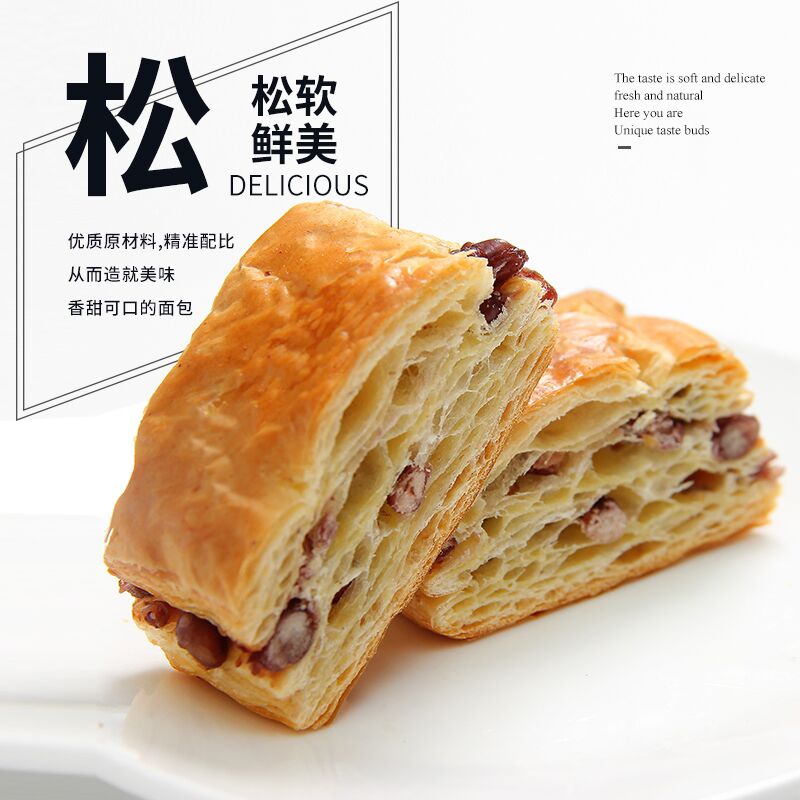 松
松软
鲜美
DELICIOUS
优质原材料,精准配比
从而造就美味
香甜可口的面包
The taste is soft and delicate
fresh and natural
Here you are
Unique taste buds